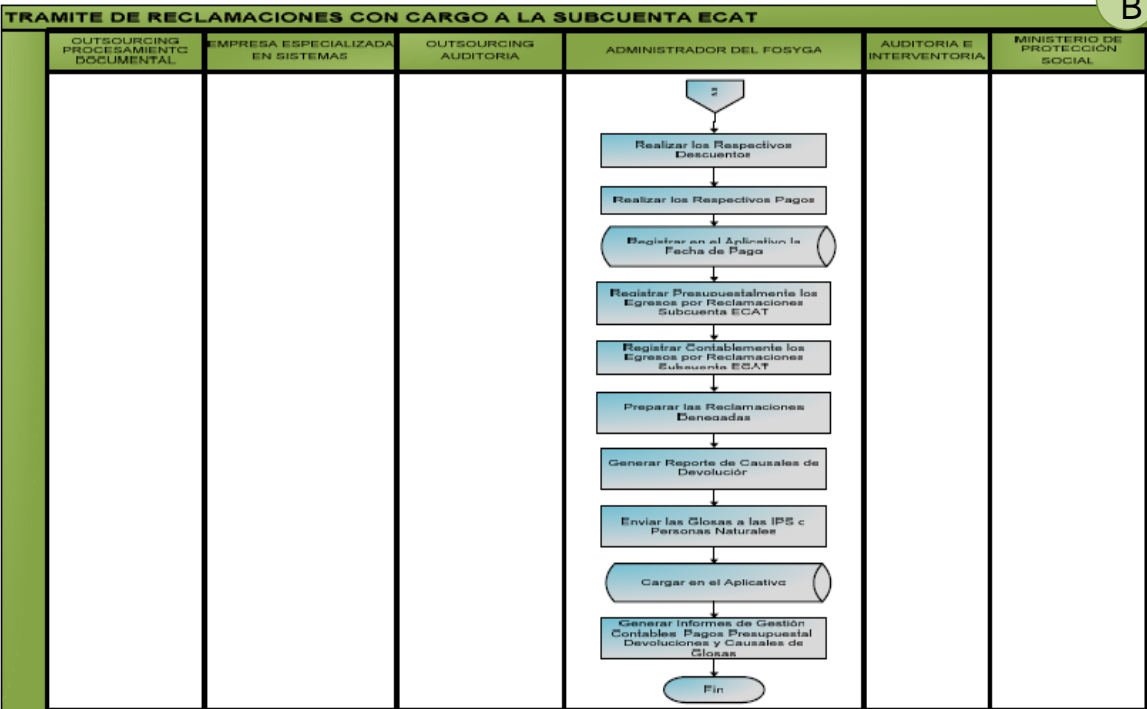 B
TRAMITE DE RECLAMACIONES CON CARGO A LA SUBCUENTA ECAT
OUTSOURCING
PROCESAMIENTO
DOCUMENTAL
EMPRESA ESPECIALIZADA
EN SISTEMAS
OUTSOURCING
AUDITORIA
ADMINISTRADOR DEL FOSYGA
AUDITORIA E
INTERVENTORIA
MINISTERIO DE
PROTECCIÓN
SOCIAL
Realizar los Respectivos
Descuentos
Realizar los Respectivos Pagos
Registrar en el Aplicativo la
Fecha de Pago
Registrar Presupuestalmente los
Egresos por Reclamaciones
Subcuenta ECAT
Registrar Contablemente los
Egresos por Reclamaciones
Subcuenta ECAT
Preparar las Reclamaciones
Denegadas
Generar Reporte de Causales de
Devolución
Enviar las Glosas a las IPS o
Personas Naturales
Cargar en el Aplicativo
Generar Informes de Gestión
Contables Pagos Presupuestal
Devoluciones y Causales de
Glosas
Fin